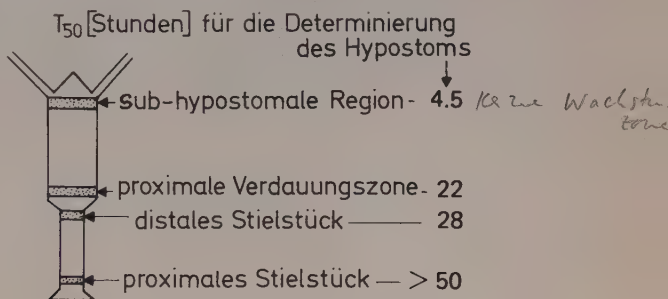 T50 [Stunden] für die Determinierung
des Hypostoms
sub-hypostomale Region - 4.5
proximale Verdauungszone - 22
distales Stielstück — 28
proximales Stielstück — > 50